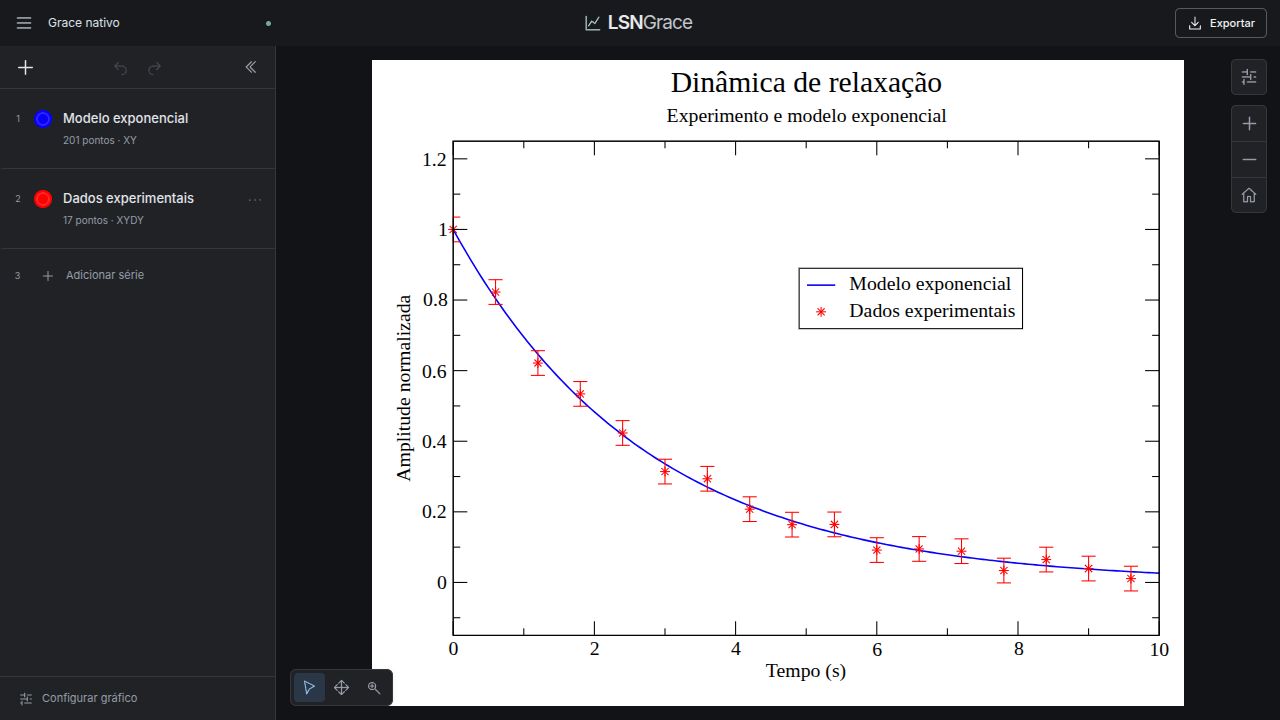 Grace nativo
LSNGrace
Exportar
1
Modelo exponencial
201 pontos · XY
2
Dados experimentais
...
17 pontos · XYDY
3
Adicionar série
Configurar gráfico
Dinâmica de relaxação
Experimento e modelo exponencial
1.2
1
0.8
0.6
0.4
0.2
0
Amplitude normalizada
Modelo exponencial
Dados experimentais
0 2 4 6 8 10
Tempo (s)